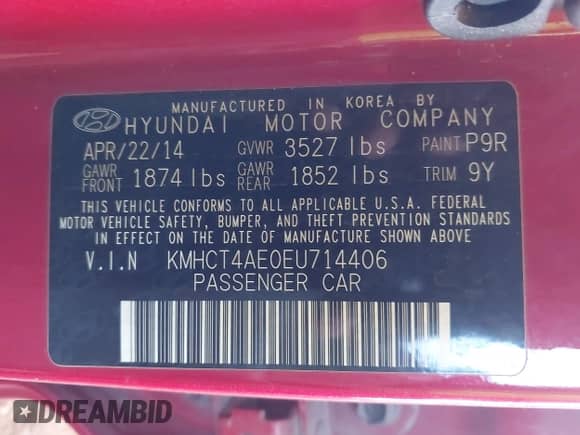 MANUFACTURED IN KOREA BY
HYUNDAI MOTOR COMPANY
APR/22/14 GVWR 3527 lbs PAINT P9R
GAWR FRONT 1874 lbs GAWR REAR 1852 lbs TRIM 9Y
THIS VEHICLE CONFORMS TO ALL APPLICABLE U.S.A. FEDERAL
MOTOR VEHICLE SAFETY, BUMPER, AND THEFT PREVENTION STANDARDS
IN EFFECT ON THE DATE OF MANUFACTURE SHOWN ABOVE
V.I.N KMHCT4AE0EU714406
PASSENGER CAR
DREAMBID